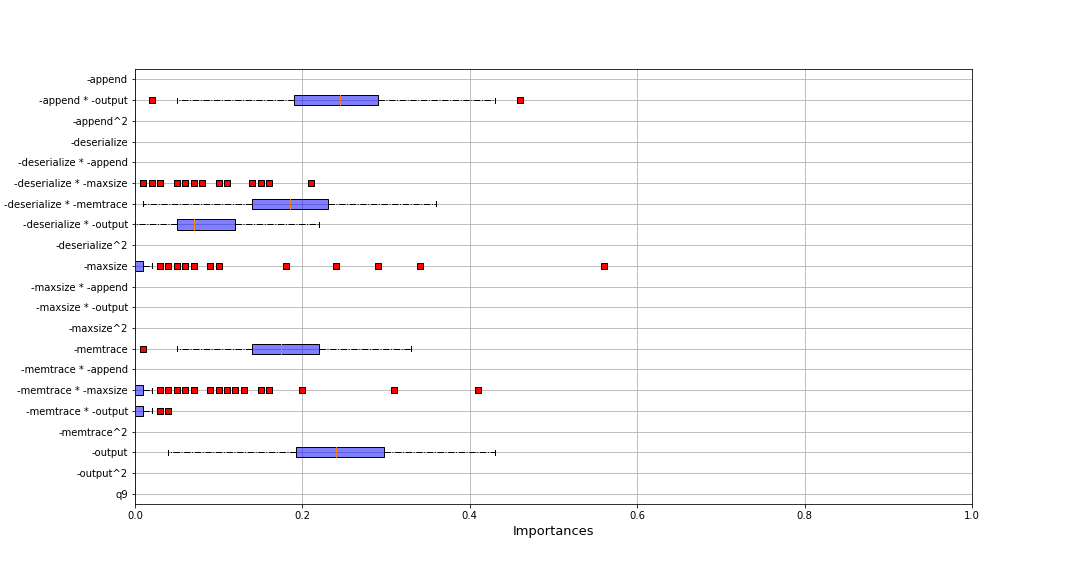 -append
-append * -output
-append^2
-deserialize
-deserialize * -append
-deserialize * -maxsize
-deserialize * -memtrace
-deserialize * -output
-deserialize^2
-maxsize
-maxsize * -append
-maxsize * -output
-maxsize^2
-memtrace
-memtrace * -append
-memtrace * -maxsize
-memtrace * -output
-memtrace^2
-output
-output^2
q9
0.0 0.2 0.4 0.6 0.8 1.0
Importances